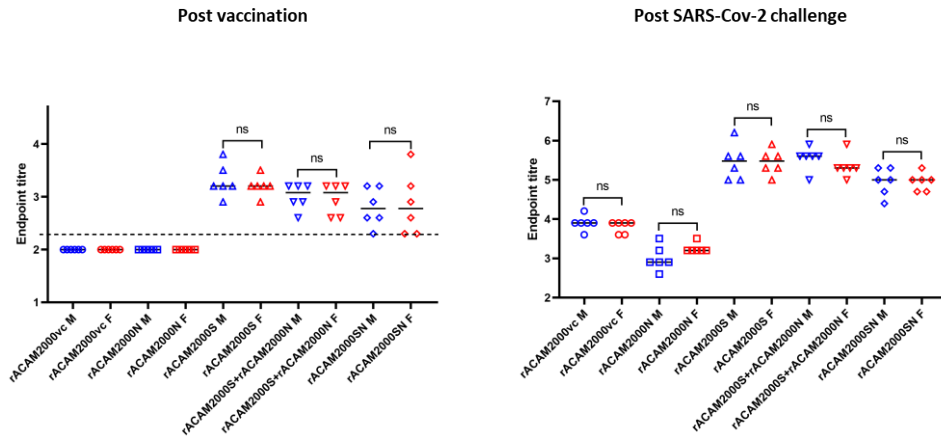 Post vaccination
Post SARS-Cov-2 challenge
Endpoint titre
4
3
2
1
ns
ns
ns
rACAM2000vc M
rACAM2000vc F
rACAM2000N M
rACAM2000N F
rACAM2000S M
rACAM2000S F
rACAM2000S+rACAM2000N M
rACAM2000S+rACAM2000N F
rACAM2000SN M
rACAM2000SN F
Endpoint titre
7
6
5
4
3
2
ns
ns
ns
ns
ns
rACAM2000vc M
rACAM2000vc F
rACAM2000N M
rACAM2000N F
rACAM2000S M
rACAM2000S F
rACAM2000S+rACAM2000N M
rACAM2000S+rACAM2000N F
rACAM2000SN M
rACAM2000SN F